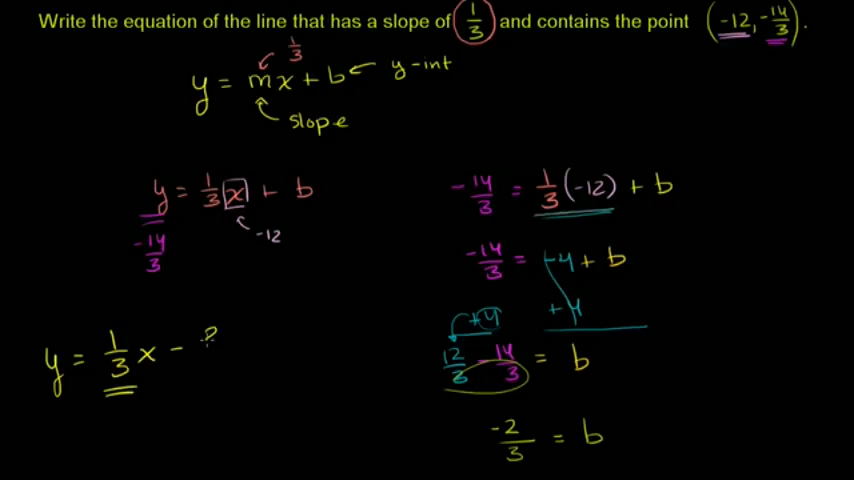 Write the equation of the line that has a slope of 1/3 and contains the point (-12, -14/3).
1/3
y = mx + b ← y-int
slope
y = 1/3 x + b
-14/3
-12
-14/3 = 1/3 (-12) + b
-14/3 = -4 + b
+4 +4
12/3 - 14/3 = b
-2/3 = b
y = 1/3 x -